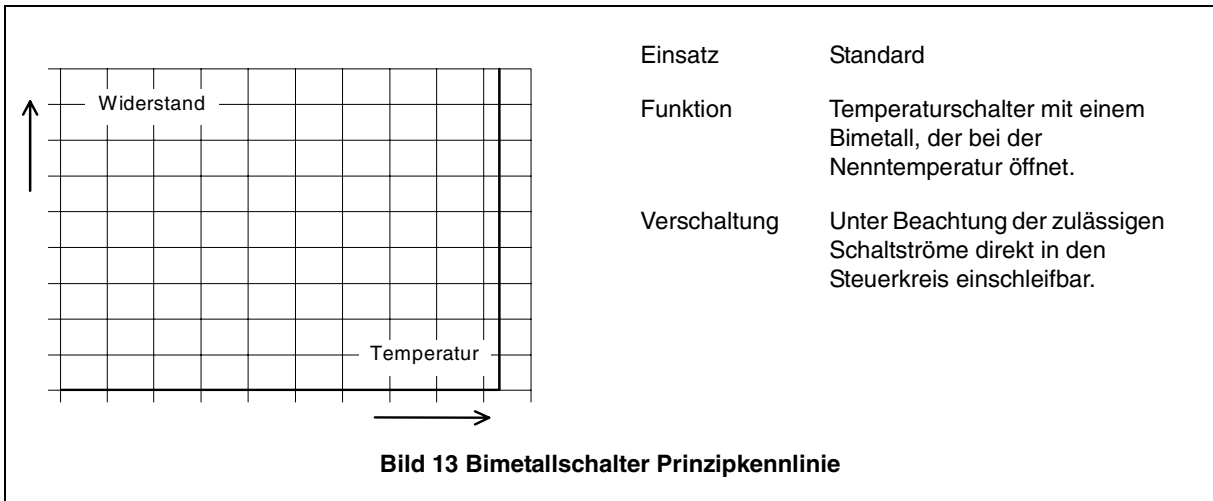 Widerstand
Temperatur
Einsatz Standard
Funktion Temperaturschalter mit einem
Bimetall, der bei der
Nenntemperatur öffnet.
Verschaltung Unter Beachtung der zulässigen
Schaltströme direkt in den
Steuerkreis einschleifbar.
Bild 13 Bimetallschalter Prinzipkennlinie